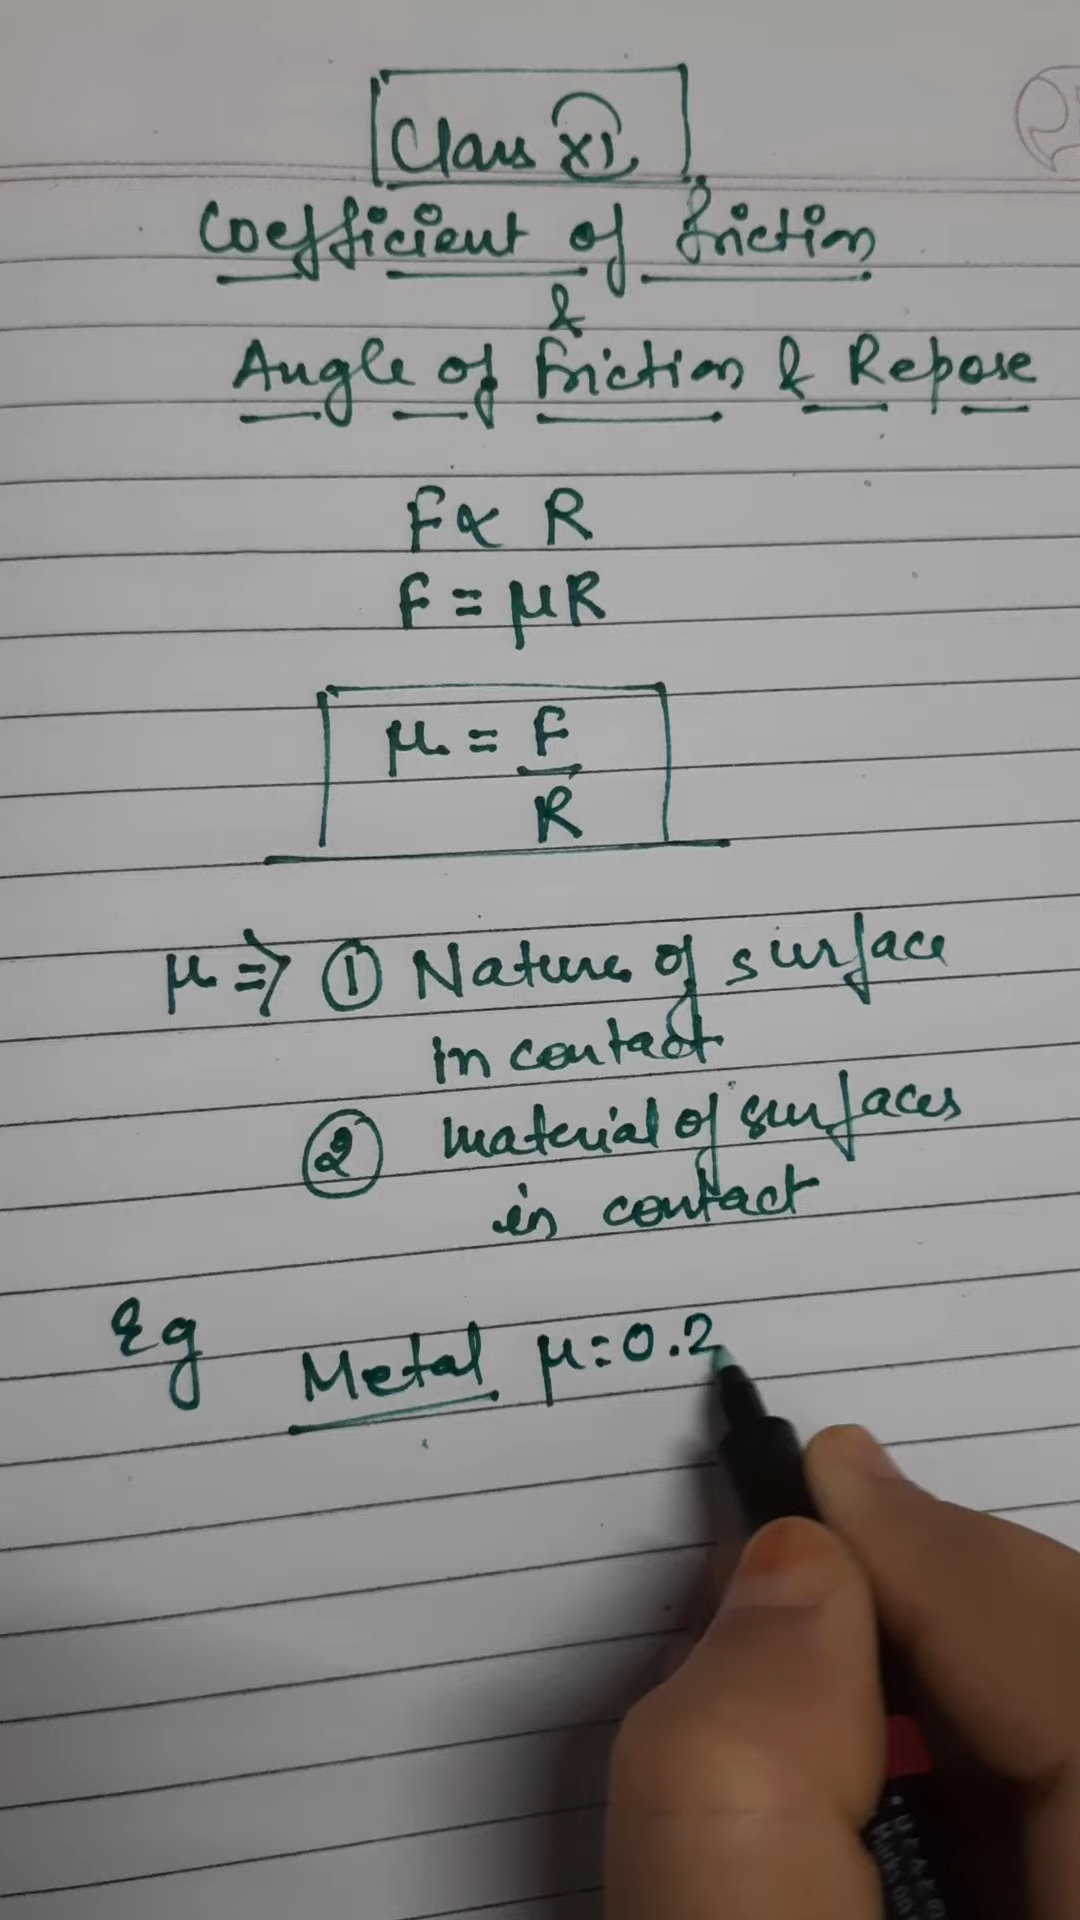 Class XI
Coefficient of friction
&
Angle of Friction & Repose
F ∝ R
F = μR
μ = F
R
μ ⇒ ① Nature of surface
in contact
② material of surfaces
in contact
Eg
Metal μ = 0.2